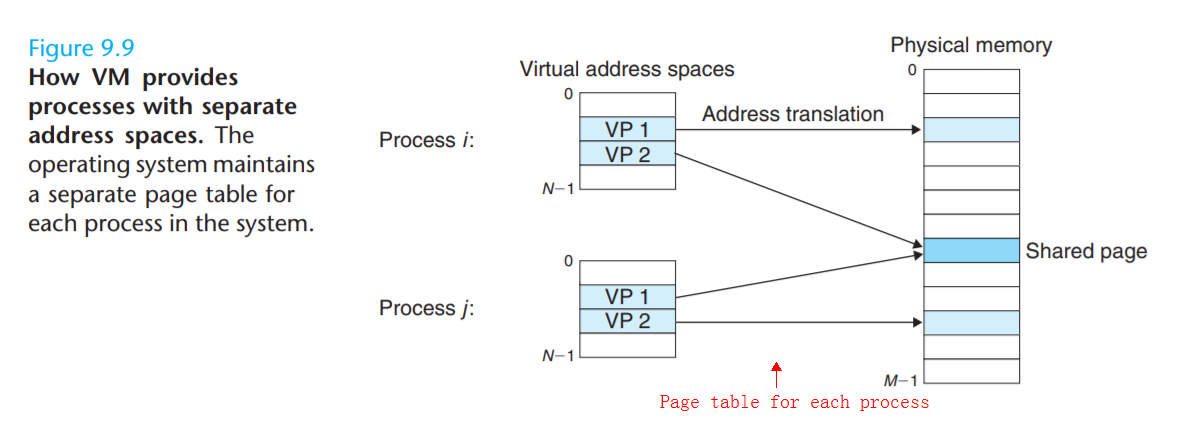 Figure 9.9
How VM provides
processes with separate
address spaces. The
operating system maintains
a separate page table for
each process in the system.
Physical memory
Virtual address spaces
0
0
Address translation
Process i:
VP 1
VP 2
N−1
Shared page
0
Process j:
VP 1
VP 2
N−1
M−1
Page table for each process